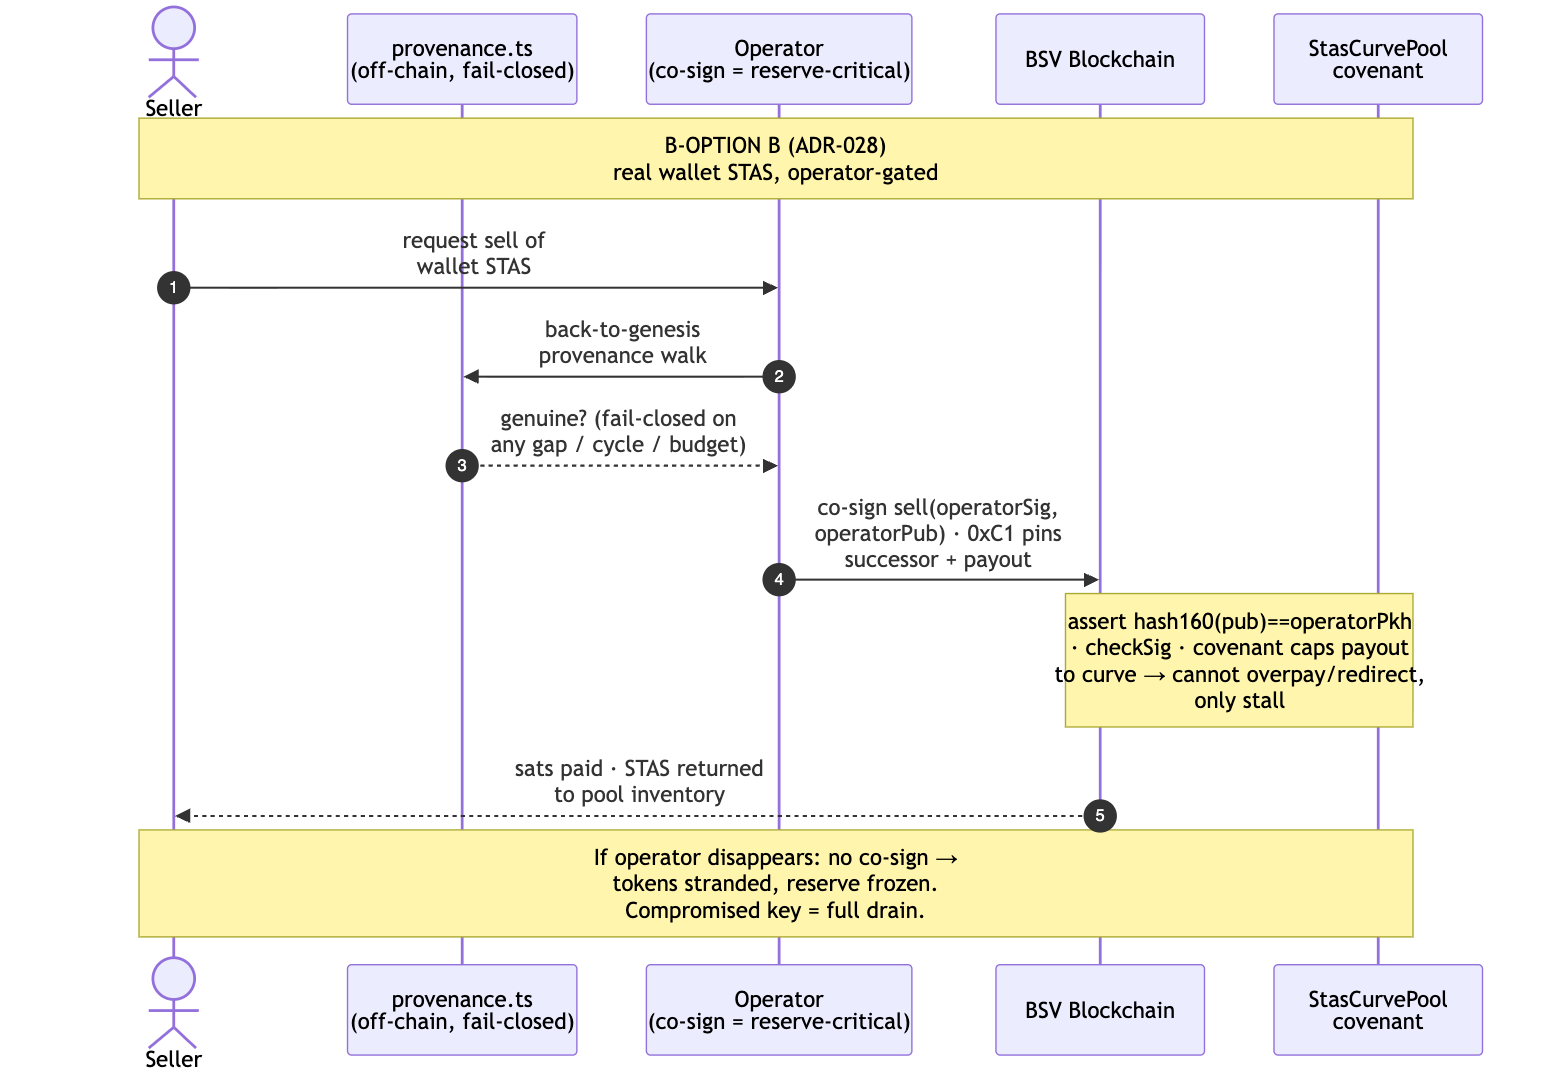 provenance.ts
(off-chain, fail-closed)
Operator
(co-sign = reserve-critical)
BSV Blockchain
StasCurvePool
covenant
Seller
B-OPTION B (ADR-028)
real wallet STAS, operator-gated
request sell of
wallet STAS
1
back-to-genesis
provenance walk
2
genuine? (fail-closed on
any gap / cycle / budget)
3
co-sign sell(operatorSig,
operatorPub) · 0xC1 pins
successor + payout
4
assert hash160(pub)==operatorPkh
· checkSig · covenant caps payout
to curve → cannot overpay/redirect,
only stall
sats paid · STAS returned
to pool inventory
5
If operator disappears: no co-sign →
tokens stranded, reserve frozen.
Compromised key = full drain.
provenance.ts
(off-chain, fail-closed)
Operator
(co-sign = reserve-critical)
BSV Blockchain
StasCurvePool
covenant
Seller